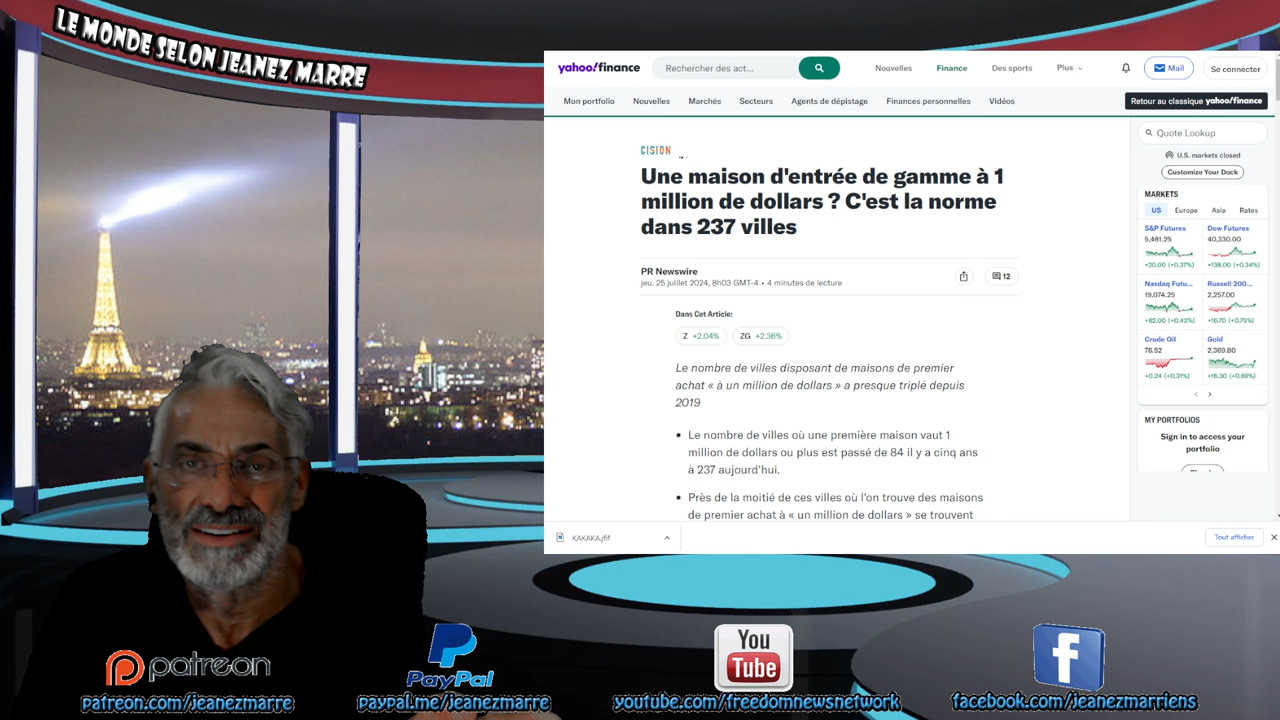 LE MONDE SELON JEANEZ MARRE
yahoo!finance
Rechercher des act...
Nouvelles
Finance
Des sports
Plus
Mail
Se connecter
Mon portfolio
Nouvelles
Marchés
Secteurs
Agents de dépistage
Finances personnelles
Vidéos
Retour au classique yahoo!finance
CISION
Une maison d'entrée de gamme à 1
million de dollars ? C'est la norme
dans 237 villes
PR Newswire
jeu. 25 juillet 2024, 8h03 GMT-4 • 4 minutes de lecture
12
Dans Cet Article:
Z +2.04%
ZG +2.36%
Le nombre de villes disposant de maisons de premier
achat « à un million de dollars » a presque triplé depuis
2019
• Le nombre de villes où une première maison vaut 1
million de dollars ou plus est passé de 84 il y a cinq ans
à 237 aujourd'hui.
• Près de la moitié de ces villes où l'on trouve des maisons
de premier achat à « un million de dollars » se trouvent
Quote Lookup
U.S. markets closed
Customize Your Dock
MARKETS
US Europe Asia Rates
S&P Futures
5,461.25
+20.00 (+0.37%)
Dow Futures
40,330.00
+138.00 (+0.34%)
Nasdaq Futu...
19,074.25
+82.00 (+0.43%)
Russell 200...
2,257.00
+16.70 (+0.75%)
Crude Oil
78.52
+0.24 (+0.31%)
Gold
2,369.80
+16.30 (+0.69%)
MY PORTFOLIOS
Sign in to access your
portfolio
KAKAKA.jfif
Tout afficher
patreon
PayPal
You
Tube
f
patreon.com/jeanezmarre
paypal.me/jeanezmarre
youtube.com/freedomnewsnetwork
facebook.com/jeanezmarriens